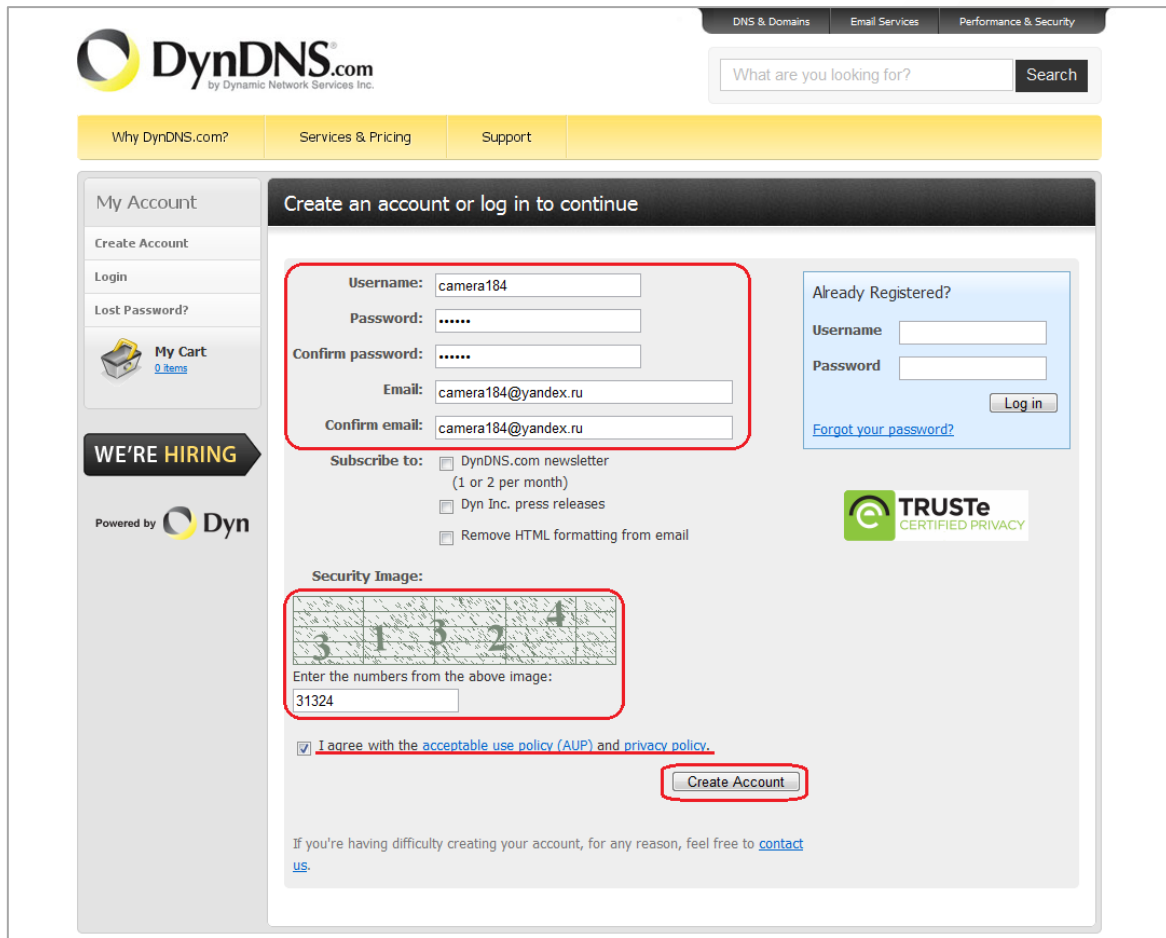 DNS & Domains
Email Services
Performance & Security
DynDNS.com
by Dynamic Network Services Inc.
What are you looking for?
Search
Why DynDNS.com?
Services & Pricing
Support
My Account
Create Account
Login
Lost Password?
My Cart
0 items
WE'RE HIRING
Powered by Dyn
Create an account or log in to continue
Username: camera184
Password: ••••••
Confirm password: ••••••
Email: camera184@yandex.ru
Confirm email: camera184@yandex.ru
Subscribe to: DynDNS.com newsletter
(1 or 2 per month)
Dyn Inc. press releases
Remove HTML formatting from email
Security Image:
3 1 3 2 4
Enter the numbers from the above image:
31324
I agree with the acceptable use policy (AUP) and privacy policy.
Create Account
If you're having difficulty creating your account, for any reason, feel free to contact
us.
Already Registered?
Username
Password
Log in
Forgot your password?
TRUSTe
CERTIFIED PRIVACY